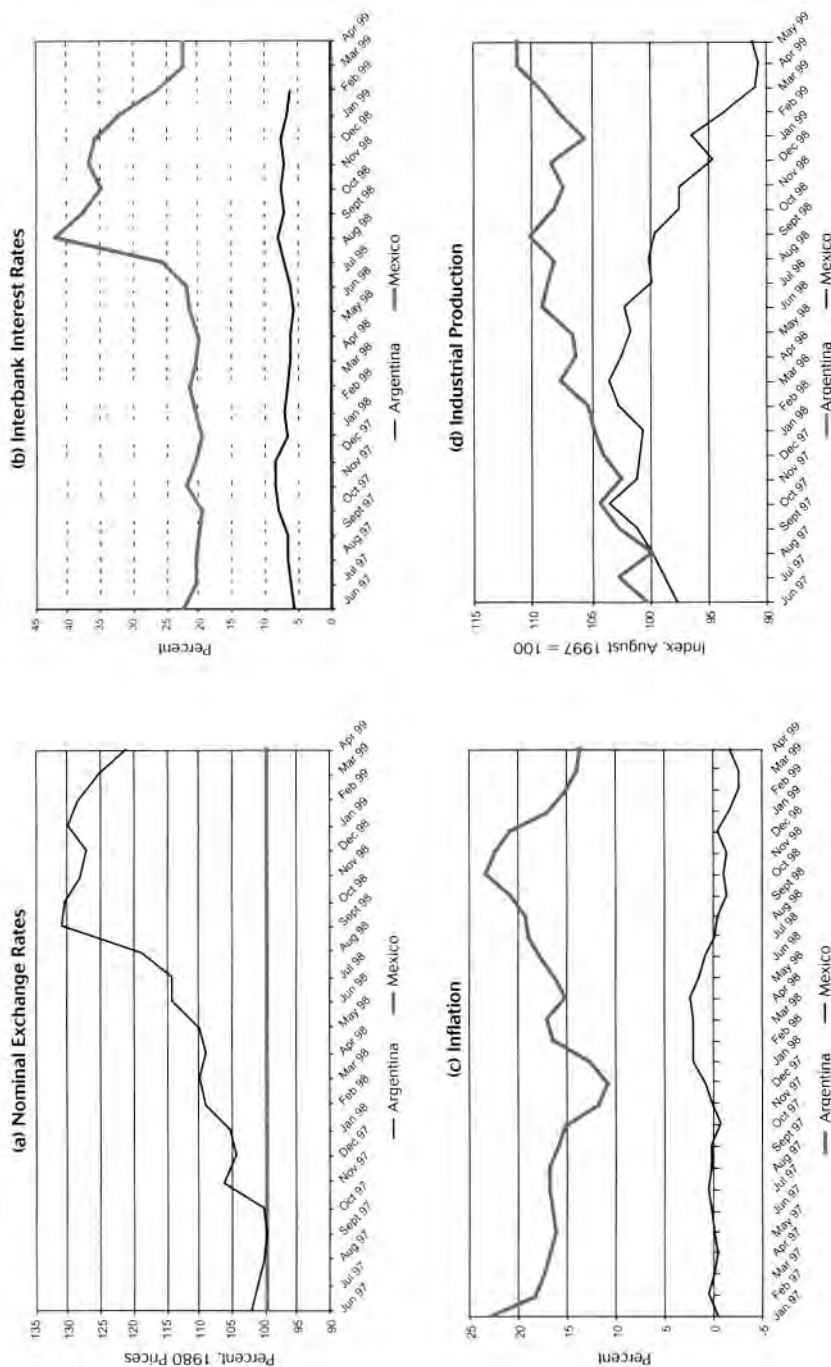 (a) Nominal Exchange Rates
Percent, 1980 Prices
135
130
125
120
115
110
105
100
95
90
Jun 97
Jul 97
Aug 97
Sept 97
Oct 97
Nov 97
Dec 97
Jan 98
Feb 98
Mar 98
Apr 98
May 98
Jun 98
Jul 98
Aug 98
Sept 98
Oct 98
Nov 98
Dec 98
Jan 99
Feb 99
Mar 99
Apr 99
Argentina Mexico
(b) Interbank Interest Rates
Percent
45
40
35
30
25
20
15
10
5
0
Jun 97
Jul 97
Aug 97
Sept 97
Oct 97
Nov 97
Dec 97
Jan 98
Feb 98
Mar 98
Apr 98
May 98
Jun 98
Jul 98
Aug 98
Sept 98
Oct 98
Nov 98
Dec 98
Jan 99
Feb 99
Mar 99
Apr 99
Argentina Mexico
(c) Inflation
Percent
25
20
15
10
5
0
-5
Jan 97
Feb 97
Mar 97
Apr 97
May 97
Jun 97
Jul 97
Aug 97
Sept 97
Oct 97
Nov 97
Dec 97
Jan 98
Feb 98
Mar 98
Apr 98
May 98
Jun 98
Jul 98
Aug 98
Sept 98
Oct 98
Nov 98
Dec 98
Jan 99
Feb 99
Mar 99
Apr 99
Argentina Mexico
(d) Industrial Production
Index, August 1997 = 100
115
110
105
100
95
90
Jun 97
Jul 97
Aug 97
Sept 97
Oct 97
Nov 97
Dec 97
Jan 98
Feb 98
Mar 98
Apr 98
May 98
Jun 98
Jul 98
Aug 98
Sept 98
Oct 98
Nov 98
Dec 98
Jan 99
Feb 99
Mar 99
Apr 99
May 99
Argentina Mexico